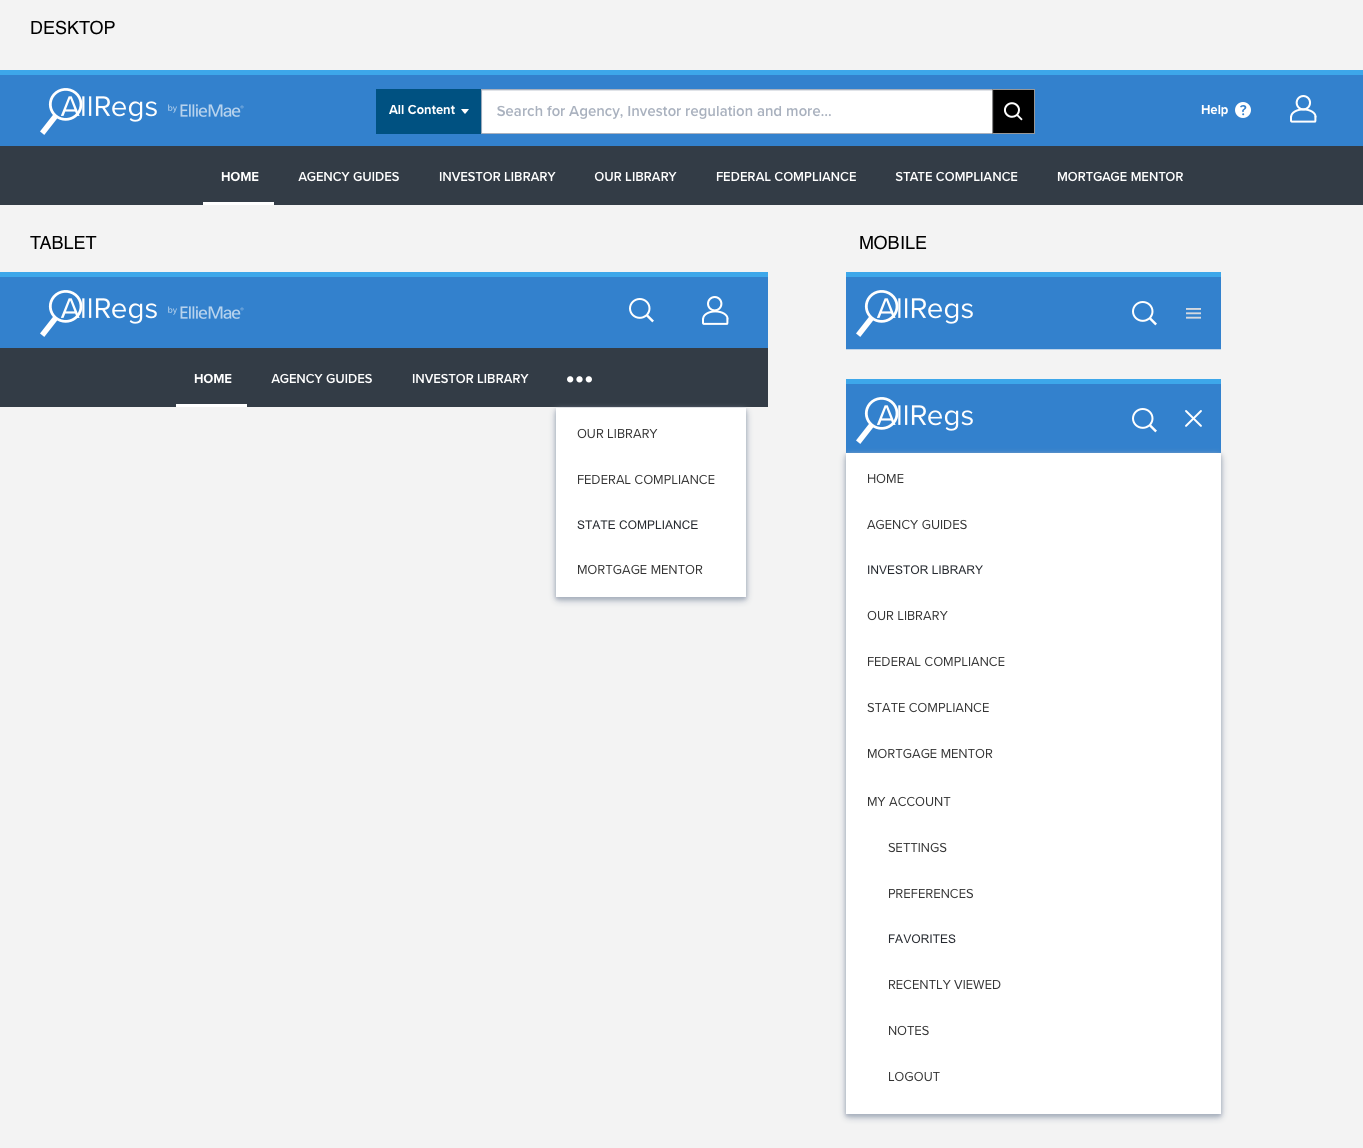 DESKTOP
AllRegs by EllieMae®
All Content
Search for Agency, Investor regulation and more...
Help ?
HOME AGENCY GUIDES INVESTOR LIBRARY OUR LIBRARY FEDERAL COMPLIANCE STATE COMPLIANCE MORTGAGE MENTOR
TABLET
AllRegs by EllieMae®
HOME AGENCY GUIDES INVESTOR LIBRARY •••
OUR LIBRARY
FEDERAL COMPLIANCE
STATE COMPLIANCE
MORTGAGE MENTOR
MOBILE
AllRegs
AllRegs
HOME
AGENCY GUIDES
INVESTOR LIBRARY
OUR LIBRARY
FEDERAL COMPLIANCE
STATE COMPLIANCE
MORTGAGE MENTOR
MY ACCOUNT
SETTINGS
PREFERENCES
FAVORITES
RECENTLY VIEWED
NOTES
LOGOUT